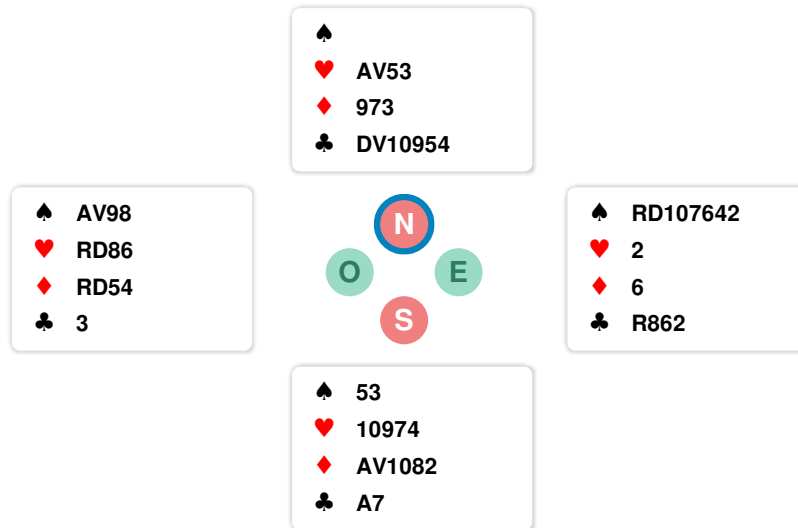 ♠
♥ AV53
♦ 973
♣ DV10954
♠ AV98
♥ RD86
♦ RD54
♣ 3
N
O E
S
♠ RD107642
♥ 2
♦ 6
♣ R862
♠ 53
♥ 10974
♦ AV1082
♣ A7